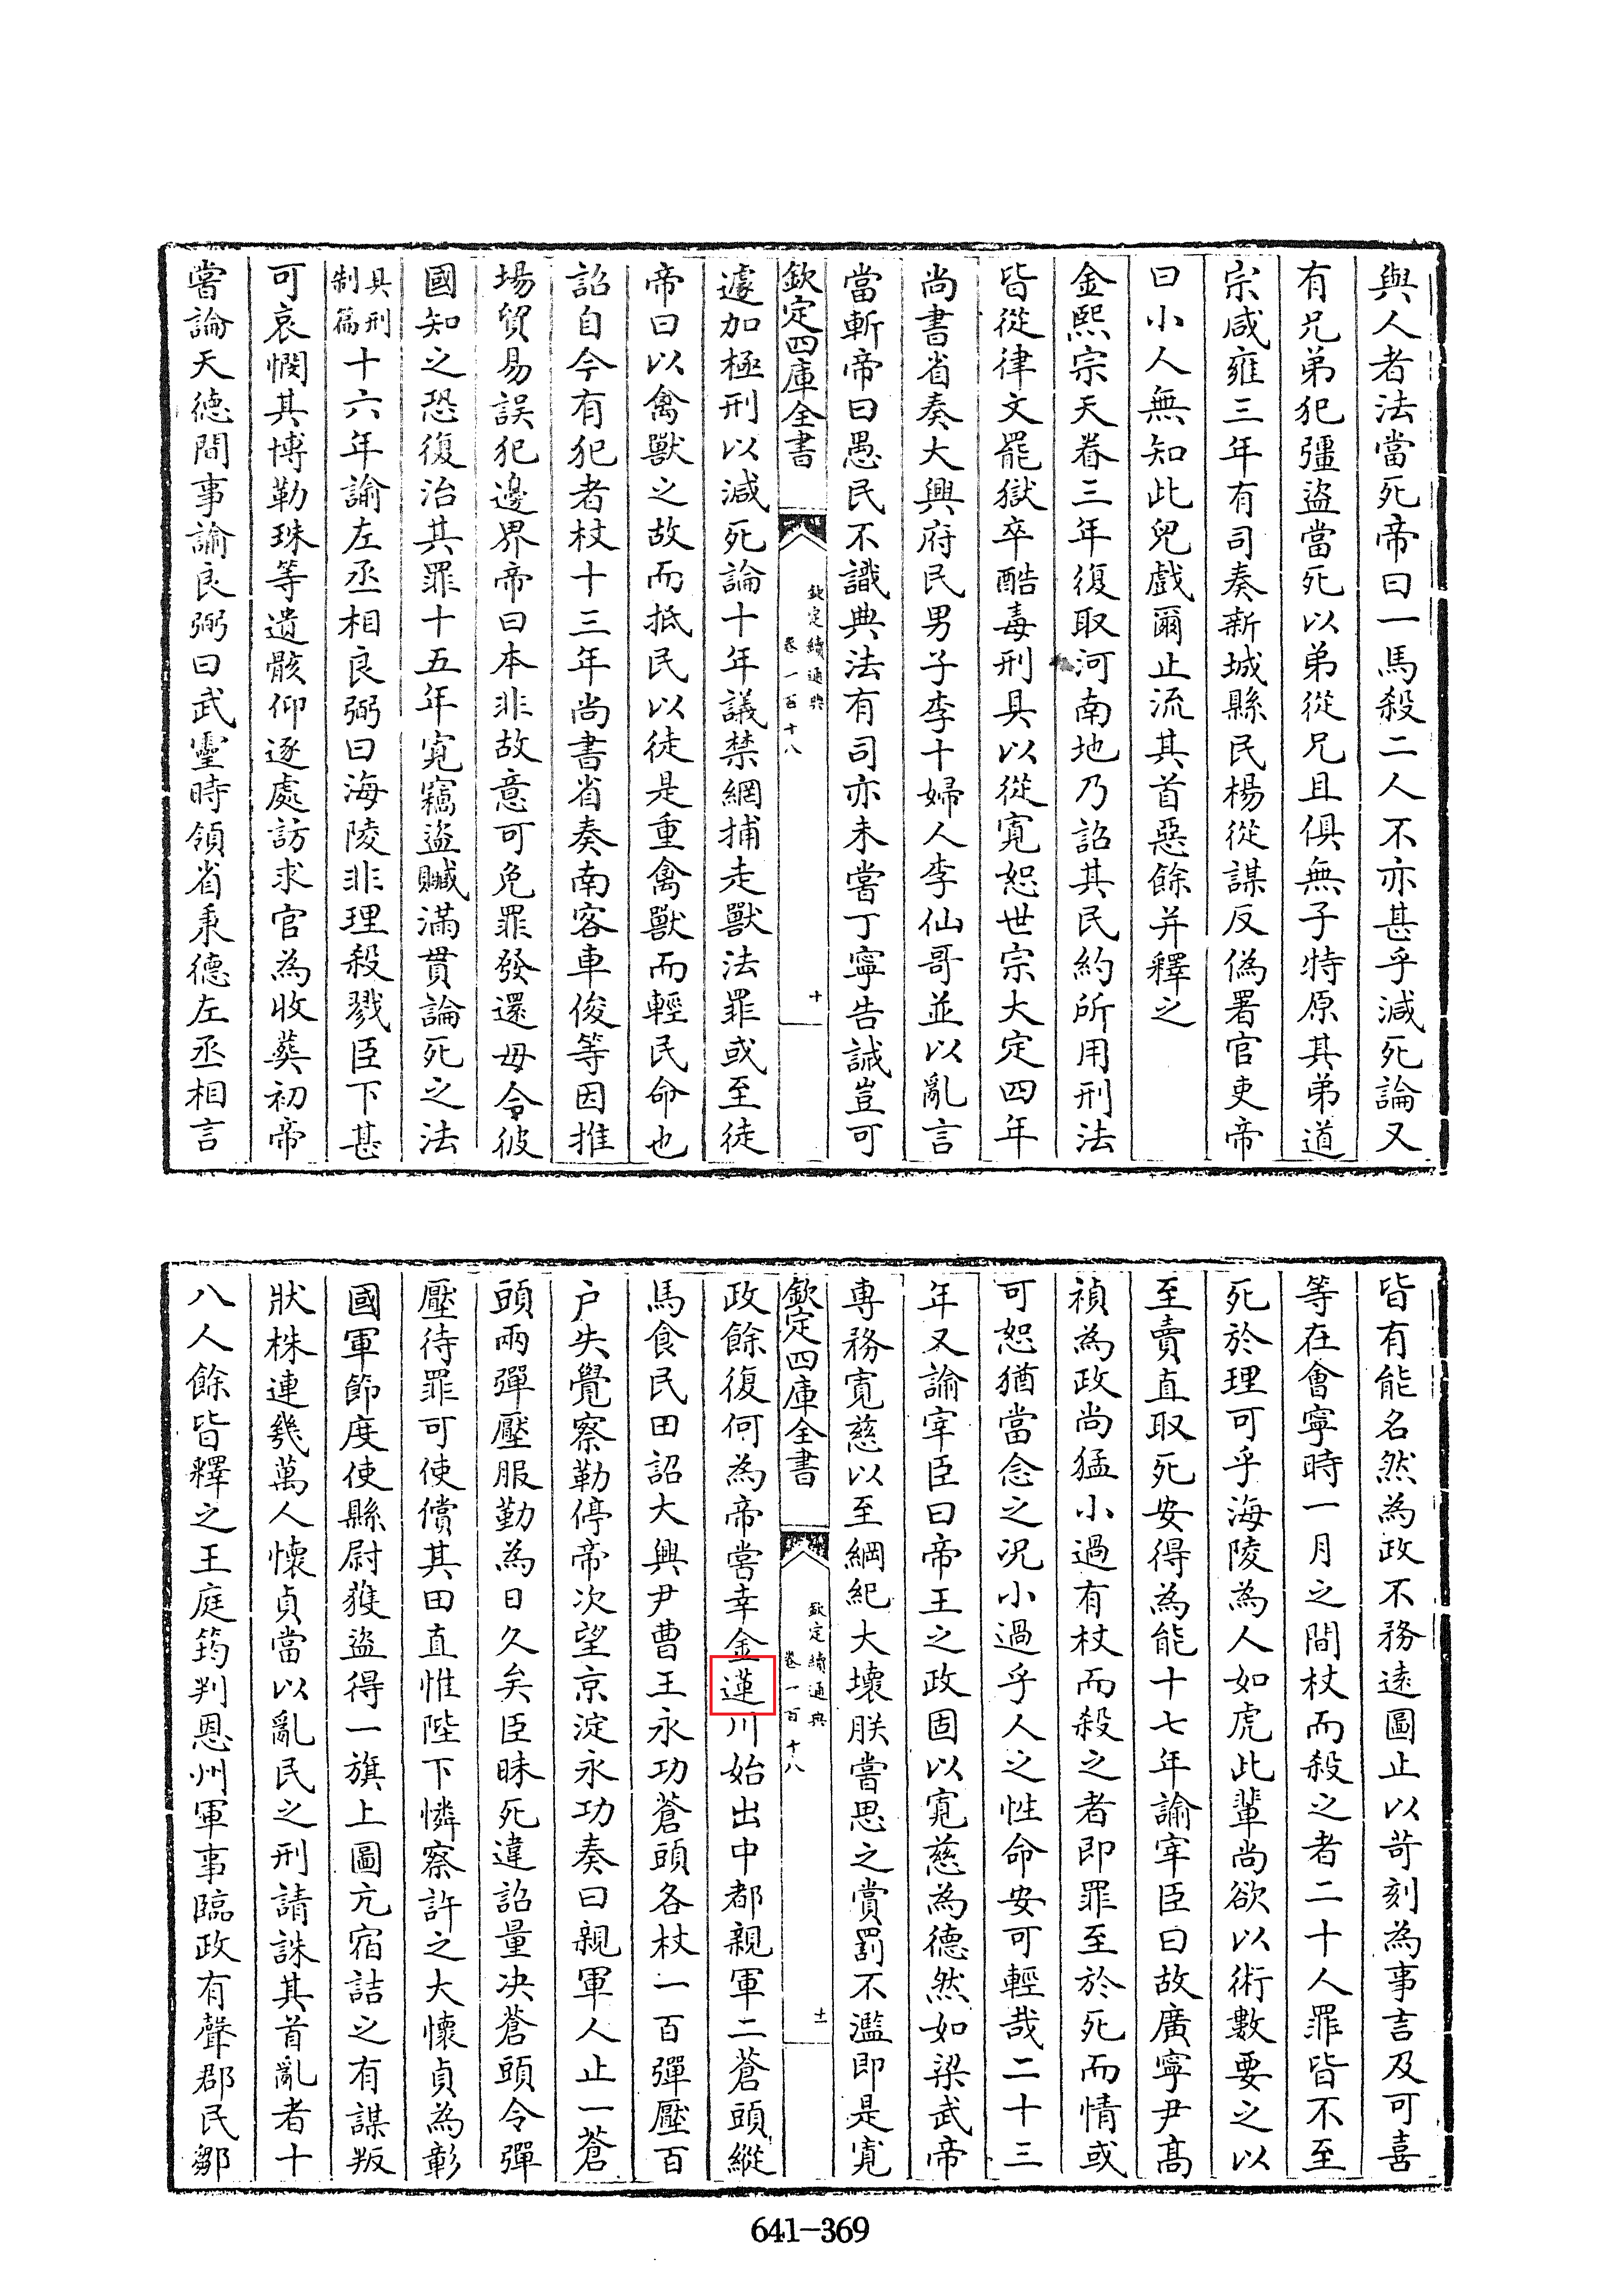 與人者法當死帝曰一馬殺二人不亦甚乎減死論又
有兄弟犯彊盜當死以弟從兄且俱無子特原其弟道
宗咸雍三年有司奏新城縣民楊從謀反偽署官吏帝
曰小人無知此兒戲爾止流其首惡餘并釋之
金熙宗天眷三年復取河南地乃詔其民約所用刑法
皆從律文罷獄卒酷毒刑具以從寬恕世宗大定四年
尚書省奏大興府民男子李十婦人李仙哥並以亂言
當斬帝曰愚民不識典法有司亦未嘗丁寧告誡豈可
欽定四庫全書
欽定續通典
卷一百十八
十
遽加極刑以減死論十年議禁網捕走獸法罪或至徒
帝曰以禽獸之故而抵民以徒是重禽獸而輕民命也
詔自今有犯者杖十三年尚書省奏南客車俊等因推
場貿易誤犯邊界帝曰本非故意可免罪發還毋令彼
國知之恐復治其罪十五年寬竊盜贓滿貫論死之法
具刑
制篇
十六年諭左丞相良弼曰海陵非理殺戮臣下甚
可哀憫其博勒珠等遺骸仰逐處訪求官為收葬初帝
嘗論天德間事諭良弼曰武靈時領省秉德左丞相言
皆有能名然為政不務遠圖止以苛刻為事言及可喜
等在會寧時一月之間杖而殺之者二十人罪皆不至
死於理可乎海陵為人如虎此輩尚欲以術數要之以
至賣直取死安得為能十七年諭宰臣曰故廣寧尹髙
禎為政尚猛小過有杖而殺之者即罪至於死而情或
可恕猶當念之况小過乎人之性命安可輕哉二十三
年又諭宰臣曰帝王之政固以寬慈為德然如梁武帝
專務寬慈以至綱紀大壞朕嘗思之賞罰不濫即是寬
欽定四庫全書
欽定續通典
卷一百十八
十一
政餘復何為帝嘗幸金蓮川始出中都親軍二蒼頭縱
馬食民田詔大興尹曹王永功蒼頭各杖一百彈壓百
户失覺察勒停帝次望京淀永功奏曰親軍人止一蒼
頭兩彈壓服勤為日久矣臣昧死違詔量决蒼頭令彈
壓待罪可使償其田直惟陛下憐察許之大懷貞為彰
國軍節度使縣尉獲盜得一旗上圖亢宿詰之有謀叛
狀株連幾萬人懷貞當以亂民之刑請誅其首亂者十
八人餘皆釋之王庭筠判恩州軍事臨政有聲郡民鄒
641-369